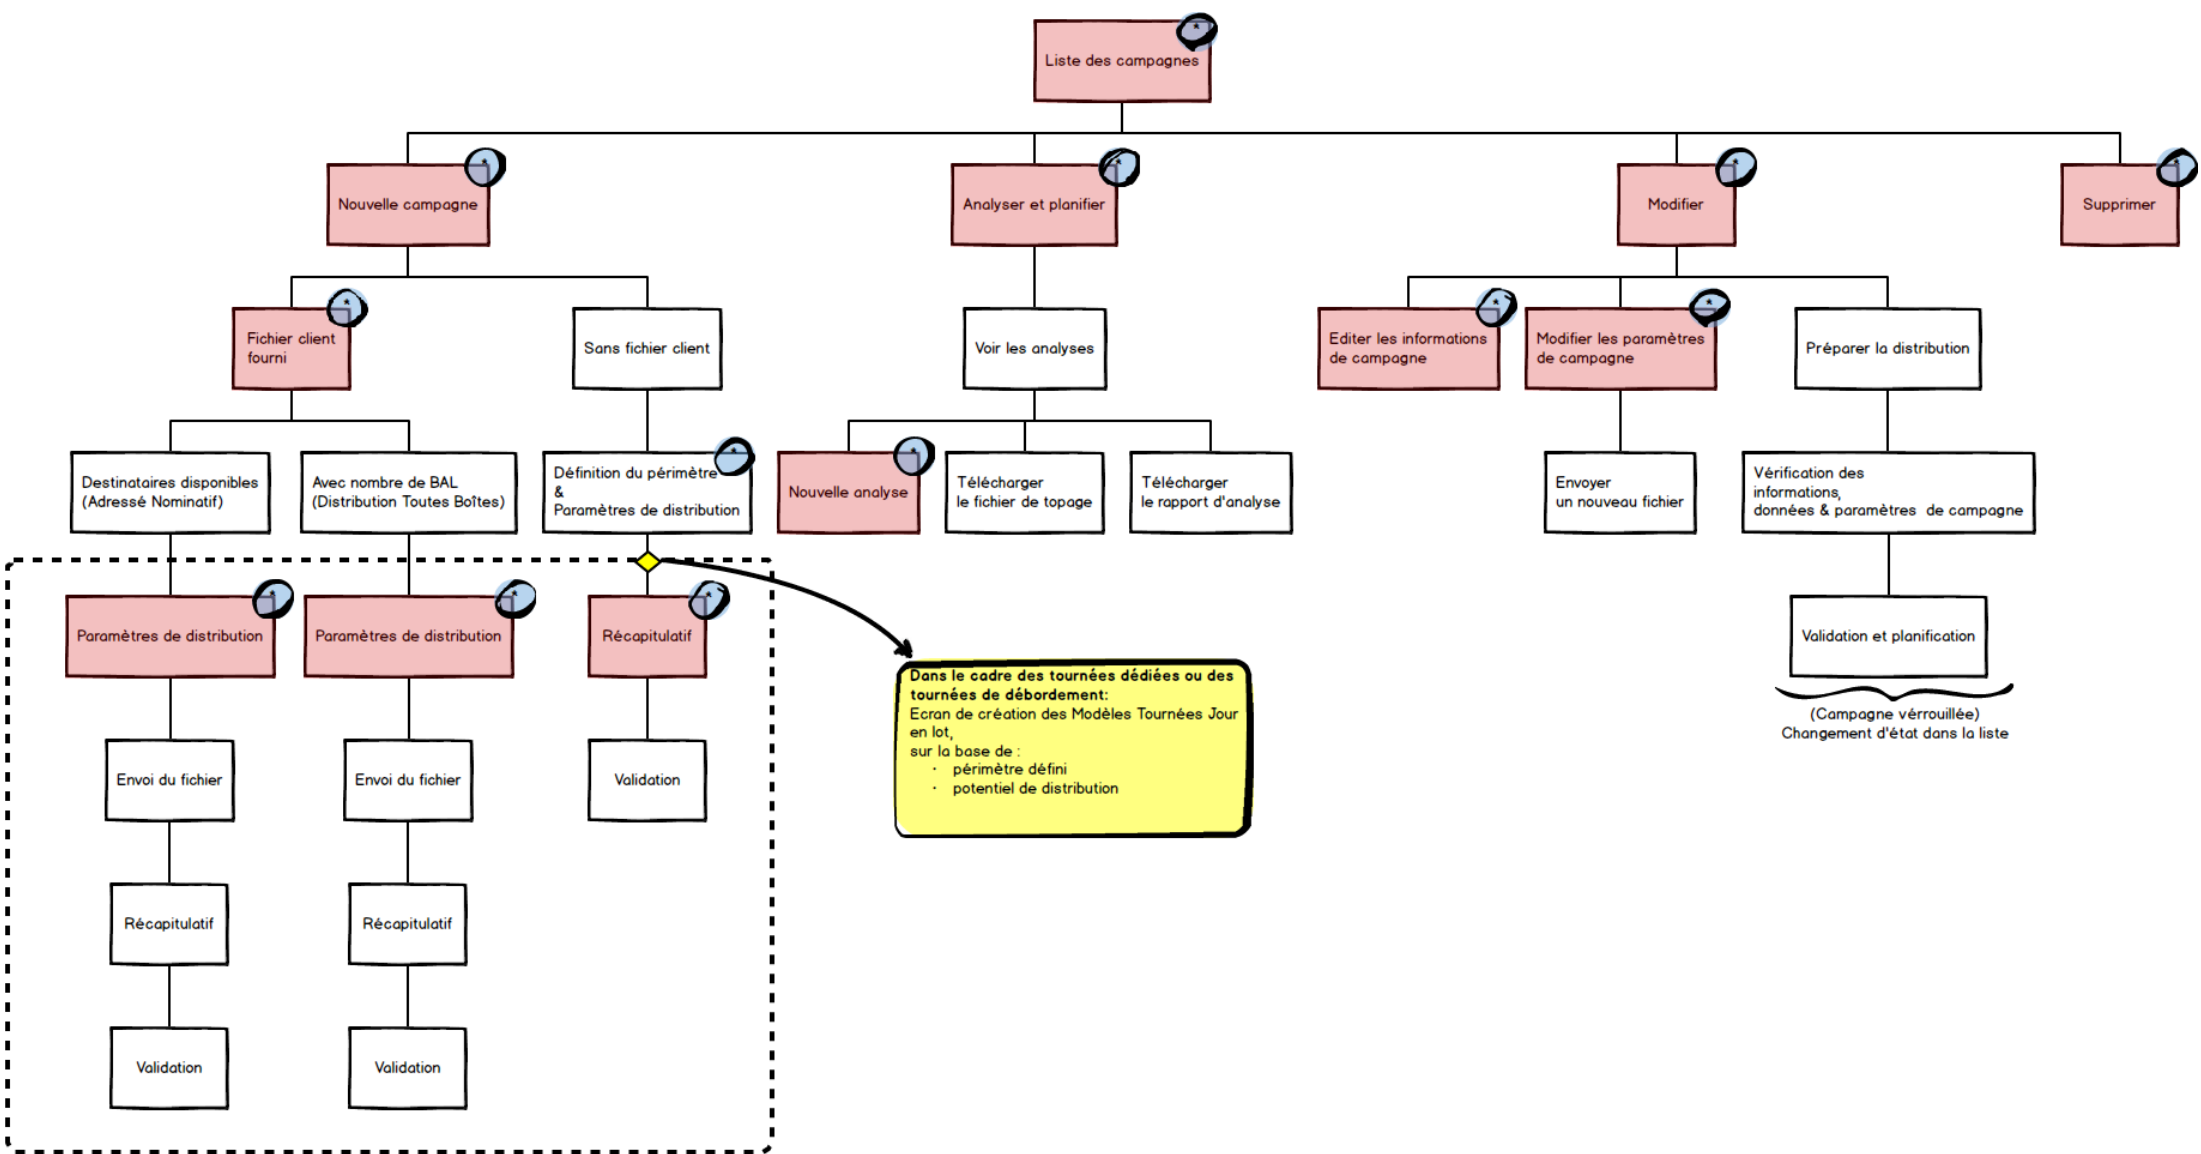 Liste des campagnes
Nouvelle campagne
Analyser et planifier
Modifier
Supprimer
Fichier client
fourni
Sans fichier client
Voir les analyses
Editer les informations
de campagne
Modifier les paramètres
de campagne
Préparer la distribution
Destinataires disponibles
(Adressé Nominatif)
Avec nombre de BAL
(Distribution Toutes Boîtes)
Définition du périmètre
&
Paramètres de distribution
Nouvelle analyse
Télécharger
le fichier de topage
Télécharger
le rapport d'analyse
Envoyer
un nouveau fichier
Vérification des
informations,
données & paramètres de campagne
Paramètres de distribution
Paramètres de distribution
Récapitulatif
Validation et planification
Dans le cadre des tournées dédiées ou des
tournées de débordement:
Ecran de création des Modèles Tournées Jour
en lot,
sur la base de :
· périmètre défini
· potentiel de distribution
(Campagne vérrouillée)
Changement d'état dans la liste
Envoi du fichier
Envoi du fichier
Validation
Récapitulatif
Récapitulatif
Validation
Validation